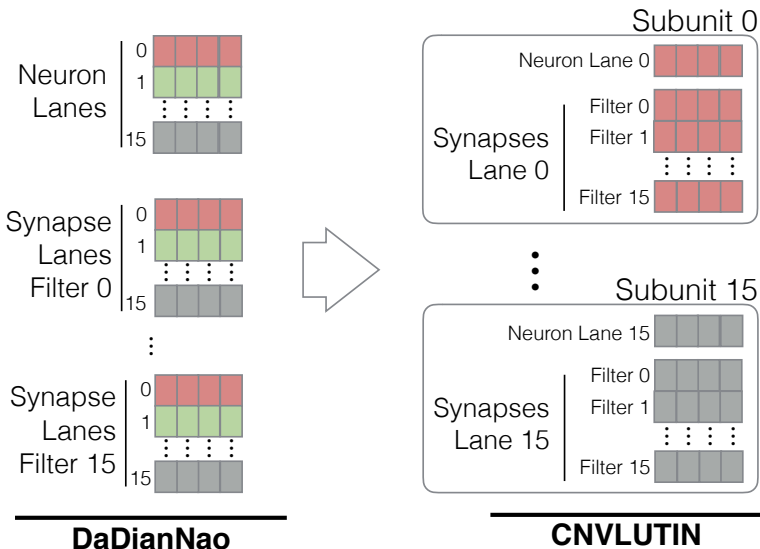 Neuron
Lanes
0
1
15
Synapse
Lanes
Filter 0
0
1
15
Synapse
Lanes
Filter 15
0
1
15
DaDianNao
Subunit 0
Neuron Lane 0
Synapses
Lane 0
Filter 0
Filter 1
Filter 15
Subunit 15
Neuron Lane 15
Synapses
Lane 15
Filter 0
Filter 1
Filter 15
CNVLUTIN